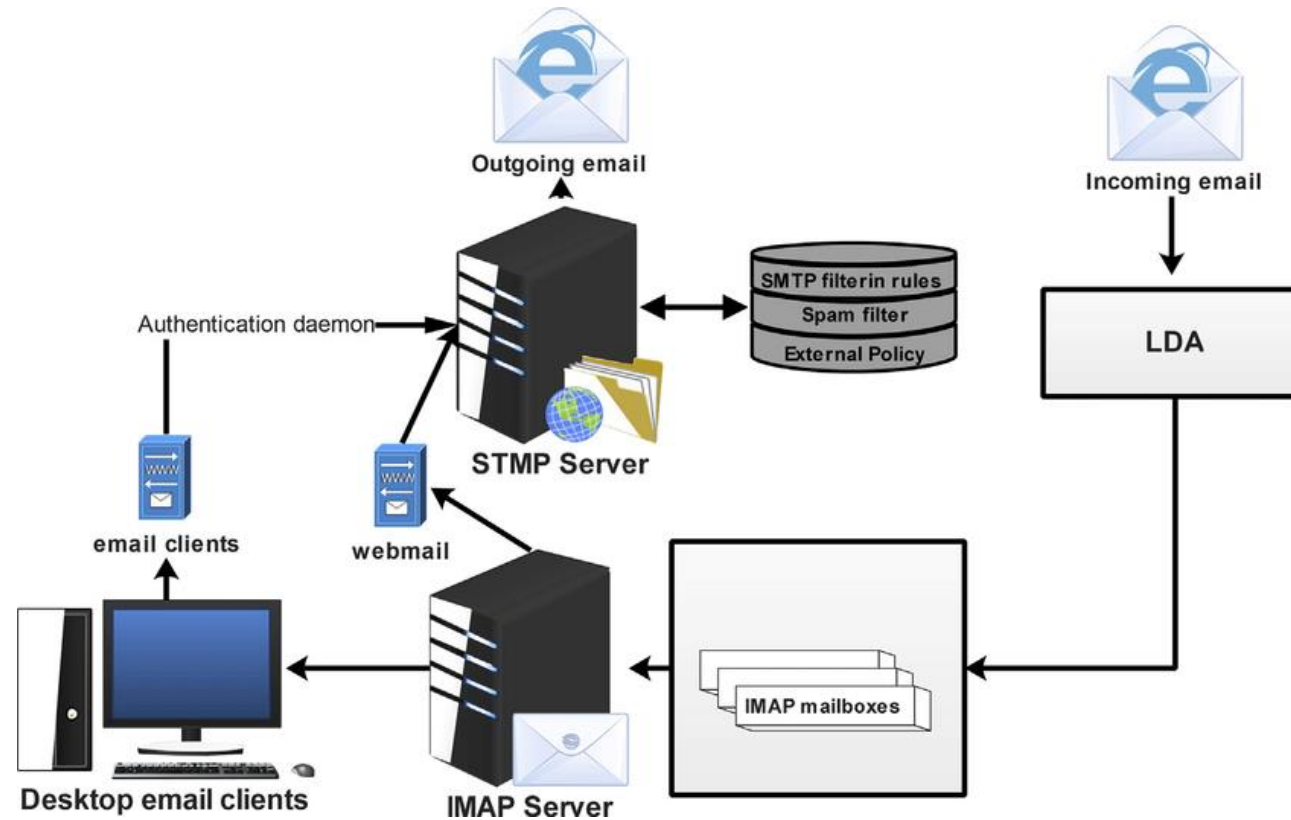 Outgoing email
Incoming email
SMTP filterin rules
Spam filter
External Policy
Authentication daemon
LDA
STMP Server
email clients
webmail
IMAP mailboxes
Desktop email clients
IMAP Server